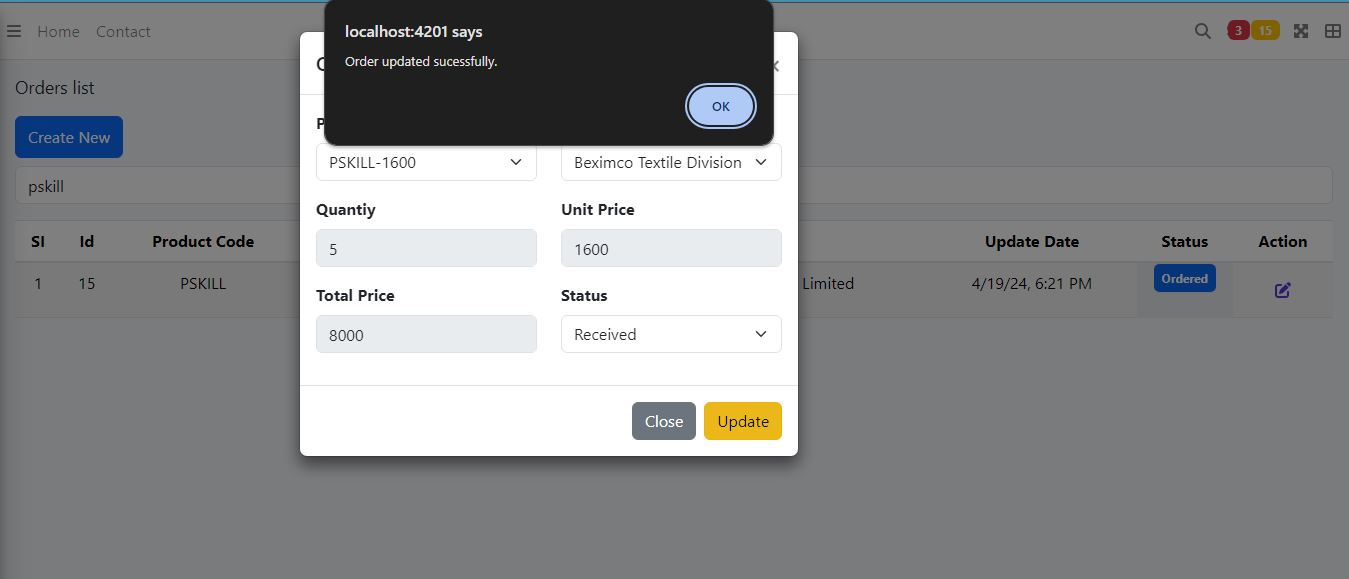 localhost:4201 says
Order updated sucessfully.
OK
Home Contact
3 15
Orders list
Create New
pskill
PSKILL-1600 Beximco Textile Division
Quantiy Unit Price
5 1600
Total Price Status
8000 Received
Close Update
Sl Id Product Code Update Date Status Action
1 15 PSKILL Limited 4/19/24, 6:21 PM Ordered